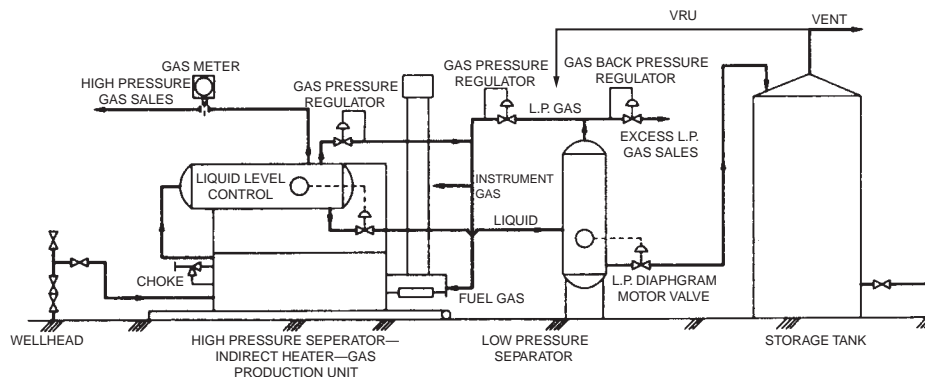 VRU
VENT
GAS METER
HIGH PRESSURE
GAS SALES
GAS PRESSURE
REGULATOR
GAS PRESSURE
REGULATOR
GAS BACK PRESSURE
REGULATOR
L.P. GAS
EXCESS L.P.
GAS SALES
LIQUID LEVEL
CONTROL
INSTRUMENT
GAS
LIQUID
CHOKE
FUEL GAS
L.P. DIAPHGRAM
MOTOR VALVE
WELLHEAD
HIGH PRESSURE SEPERATOR—
INDIRECT HEATER—GAS
PRODUCTION UNIT
LOW PRESSURE
SEPARATOR
STORAGE TANK